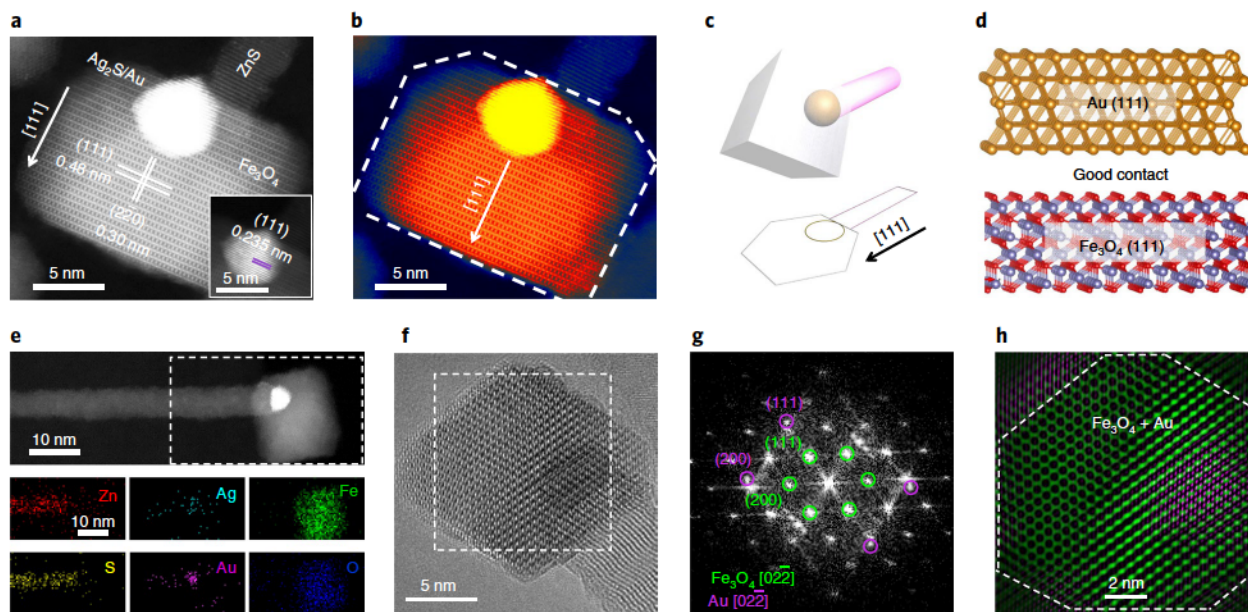 a
Ag₂S/Au
ZnS
[111]
(111)
0.48 nm
Fe₃O₄
(220)
0.30 nm
(111)
0.235 nm
5 nm
5 nm
b
[111]
5 nm
c
[111]
d
Au (111)
Good contact
Fe₃O₄ (111)
e
10 nm
Zn
10 nm
Ag
Fe
S
Au
O
f
5 nm
g
(111)
(111)
(200)
(200)
Fe₃O₄ [022̅]
Au [022̅]
h
Fe₃O₄ + Au
2 nm